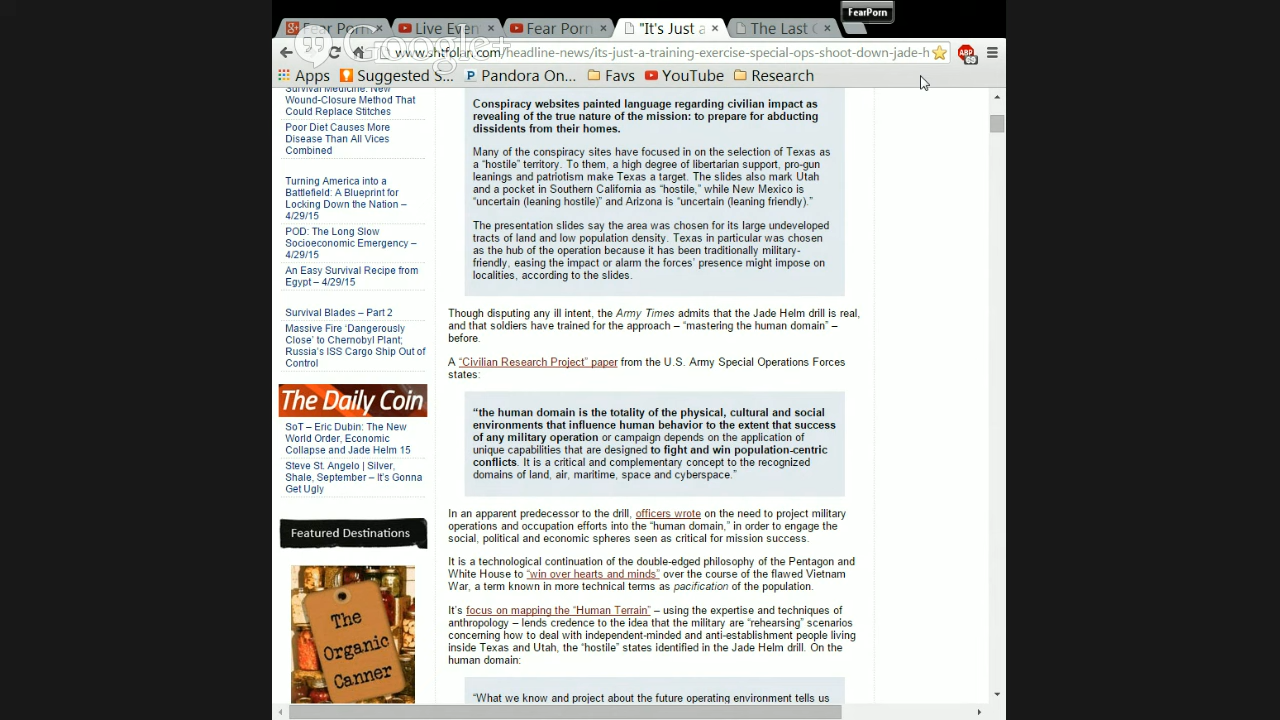 FearPorn
Fear Porn
Live Even
Fear Porn
"It's Just a
The Last
Google+
www.shtfplan.com/headline-news/its-just-a-training-exercise-special-ops-shoot-down-jade-h
ABP
65
Apps
Suggested S...
Pandora On...
Favs
YouTube
Research
Survival Medicine: New
Wound-Closure Method That
Could Replace Stitches
Poor Diet Causes More
Disease Than All Vices
Combined
Turning America into a
Battlefield: A Blueprint for
Locking Down the Nation –
4/29/15
POD: The Long Slow
Socioeconomic Emergency –
4/29/15
An Easy Survival Recipe from
Egypt – 4/29/15
Survival Blades – Part 2
Massive Fire ‘Dangerously
Close’ to Chernobyl Plant;
Russia’s ISS Cargo Ship Out of
Control
The Daily Coin
SoT – Eric Dubin: The New
World Order, Economic
Collapse and Jade Helm 15
Steve St. Angelo | Silver,
Shale, September – It’s Gonna
Get Ugly
Featured Destinations
The
Organic
Canner
Conspiracy websites painted language regarding civilian impact as
revealing of the true nature of the mission: to prepare for abducting
dissidents from their homes.
Many of the conspiracy sites have focused in on the selection of Texas as
a “hostile” territory. To them, a high degree of libertarian support, pro-gun
leanings and patriotism make Texas a target. The slides also mark Utah
and a pocket in Southern California as “hostile,” while New Mexico is
“uncertain (leaning hostile)” and Arizona is “uncertain (leaning friendly).”
The presentation slides say the area was chosen for its large undeveloped
tracts of land and low population density. Texas in particular was chosen
as the hub of the operation because it has been traditionally military-
friendly, easing the impact or alarm the forces’ presence might impose on
localities, according to the slides.
Though disputing any ill intent, the Army Times admits that the Jade Helm drill is real,
and that soldiers have trained for the approach – “mastering the human domain” –
before.
A “Civilian Research Project” paper from the U.S. Army Special Operations Forces
states:
“the human domain is the totality of the physical, cultural and social
environments that influence human behavior to the extent that success
of any military operation or campaign depends on the application of
unique capabilities that are designed to fight and win population-centric
conflicts. It is a critical and complementary concept to the recognized
domains of land, air, maritime, space and cyberspace.”
In an apparent predecessor to the drill, officers wrote on the need to project military
operations and occupation efforts into the “human domain,” in order to engage the
social, political and economic spheres seen as critical for mission success.
It is a technological continuation of the double-edged philosophy of the Pentagon and
White House to “win over hearts and minds” over the course of the flawed Vietnam
War, a term known in more technical terms as pacification of the population.
It’s focus on mapping the “Human Terrain” – using the expertise and techniques of
anthropology – lends credence to the idea that the military are “rehearsing” scenarios
concerning how to deal with independent-minded and anti-establishment people living
inside Texas and Utah, the “hostile” states identified in the Jade Helm drill. On the
human domain:
“What we know and project about the future operating environment tells us